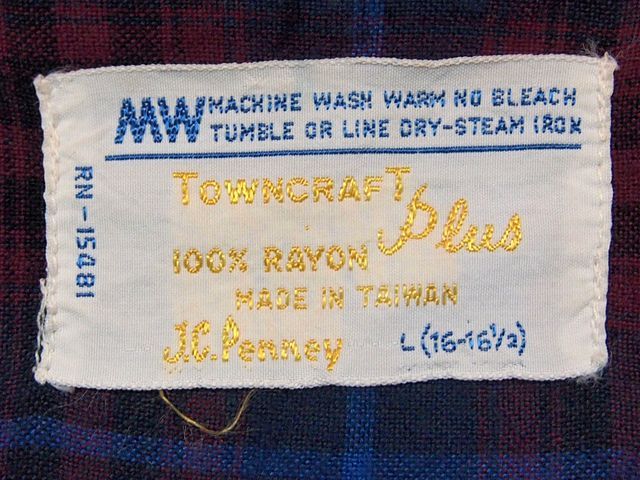 MW MACHINE WASH WARM NO BLEACH
TUMBLE OR LINE DRY-STEAM IRON
RN-15481
TOWNCRAFT
Plus
100% RAYON
MADE IN TAIWAN
J.C.Penney
L (16-16½)